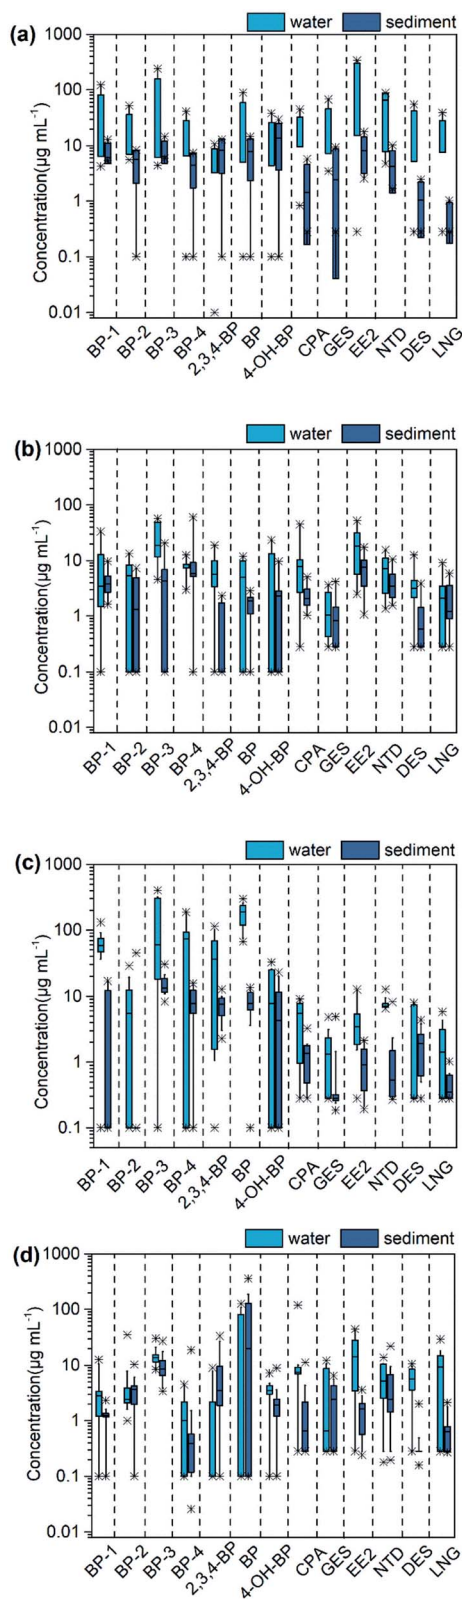 (a)
water sediment
Concentration(μg mL⁻¹)
1000
100
10
1
0.1
0.01
BP-1 BP-2 BP-3 BP-4 2,3,4-BP BP 4-OH-BP CPA GES EE2 NTD DES LNG
(b)
water sediment
Concentration(μg mL⁻¹)
1000
100
10
1
0.1
0.01
BP-1 BP-2 BP-3 BP-4 2,3,4-BP BP 4-OH-BP CPA GES EE2 NTD DES LNG
(c)
water sediment
Concentration(μg mL⁻¹)
1000
100
10
1
0.1
BP-1 BP-2 BP-3 BP-4 2,3,4-BP BP 4-OH-BP CPA GES EE2 NTD DES LNG
(d)
water sediment
Concentration(μg mL⁻¹)
1000
100
10
1
0.1
0.01
BP-1 BP-2 BP-3 BP-4 2,3,4-BP BP 4-OH-BP CPA GES EE2 NTD DES LNG